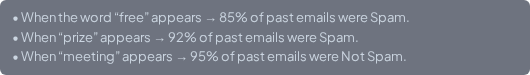 • When the word “free” appears → 85% of past emails were Spam.
• When “prize” appears → 92% of past emails were Spam.
• When “meeting” appears → 95% of past emails were Not Spam.